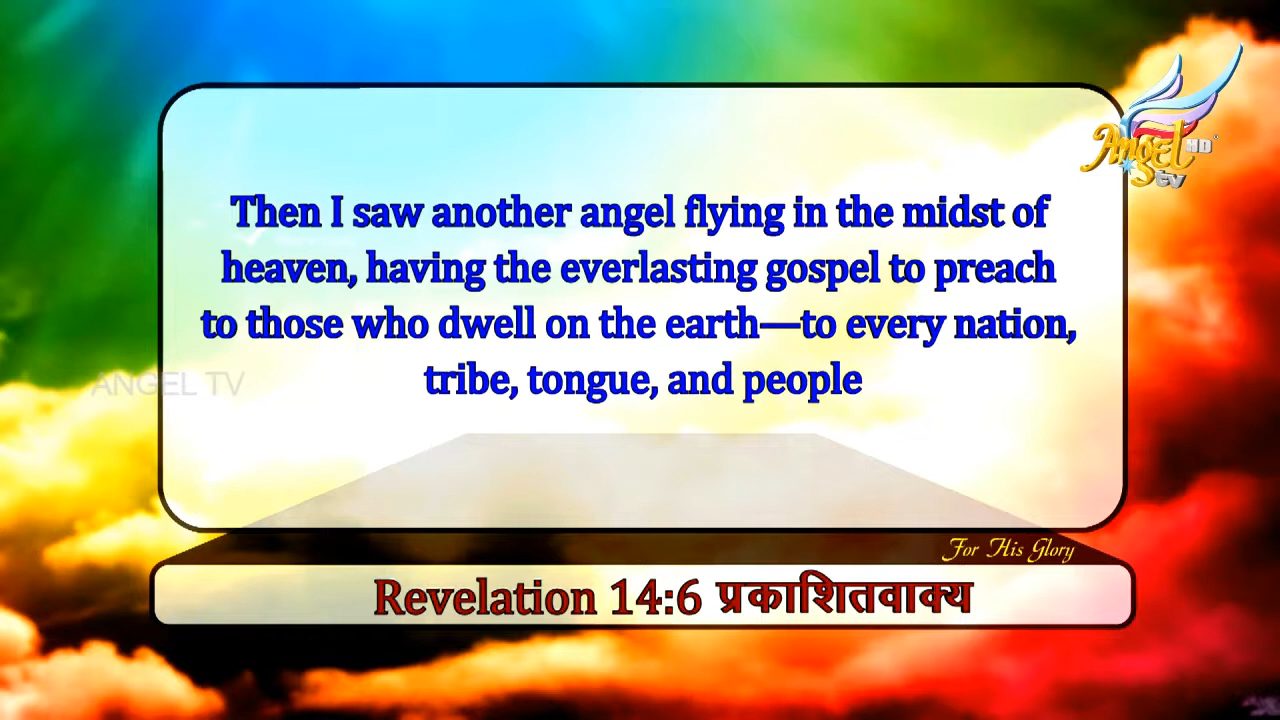 Angel HD
tv
Then I saw another angel flying in the midst of
heaven, having the everlasting gospel to preach
to those who dwell on the earth—to every nation,
tribe, tongue, and people
ANGEL TV
For His Glory
Revelation 14:6 प्रकाशितवाक्य